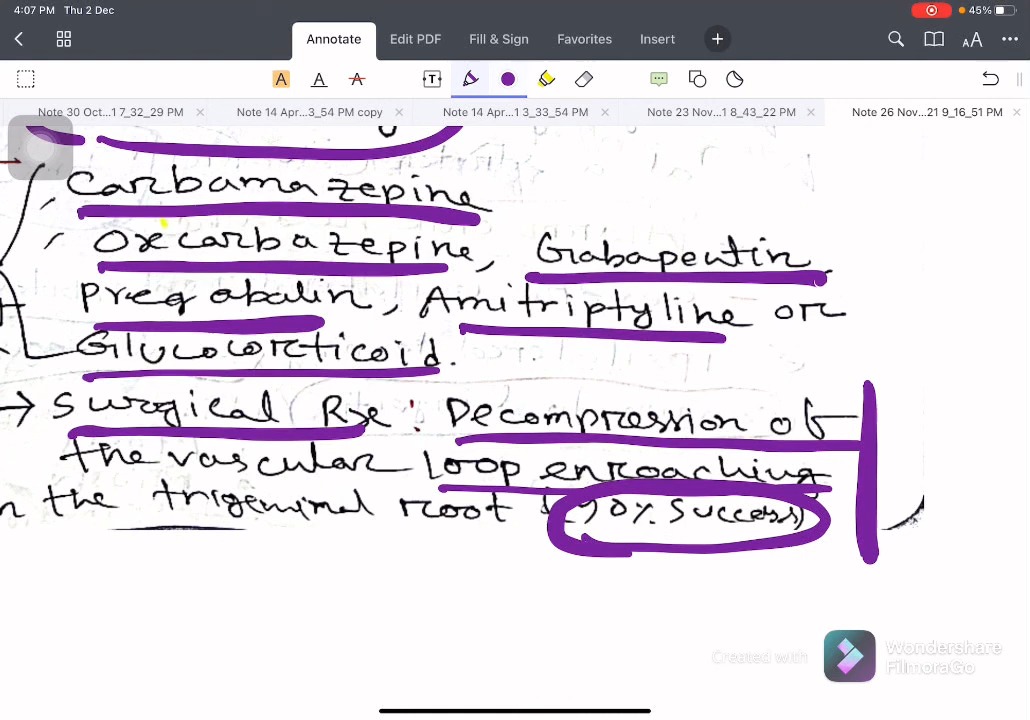 4:07 PM Thu 2 Dec
45%
Annotate Edit PDF Fill & Sign Favorites Insert
Note 30 Oct...1 7_32_29 PM
Note 14 Apr...3_54 PM copy
Note 14 Apr...1 3_33_54 PM
Note 23 Nov...1 8_43_22 PM
Note 26 Nov...21 9_16_51 PM
Carbamazepine
Oxcarbazepine, Gabapentin
Pregabalin, Amitriptyline or
Glucocorticoid.
→ Surgical Rx : Decompression of
the vascular loop enroaching
the trigeminal root (90% Success)
Created with
Wondershare
FilmoraGo